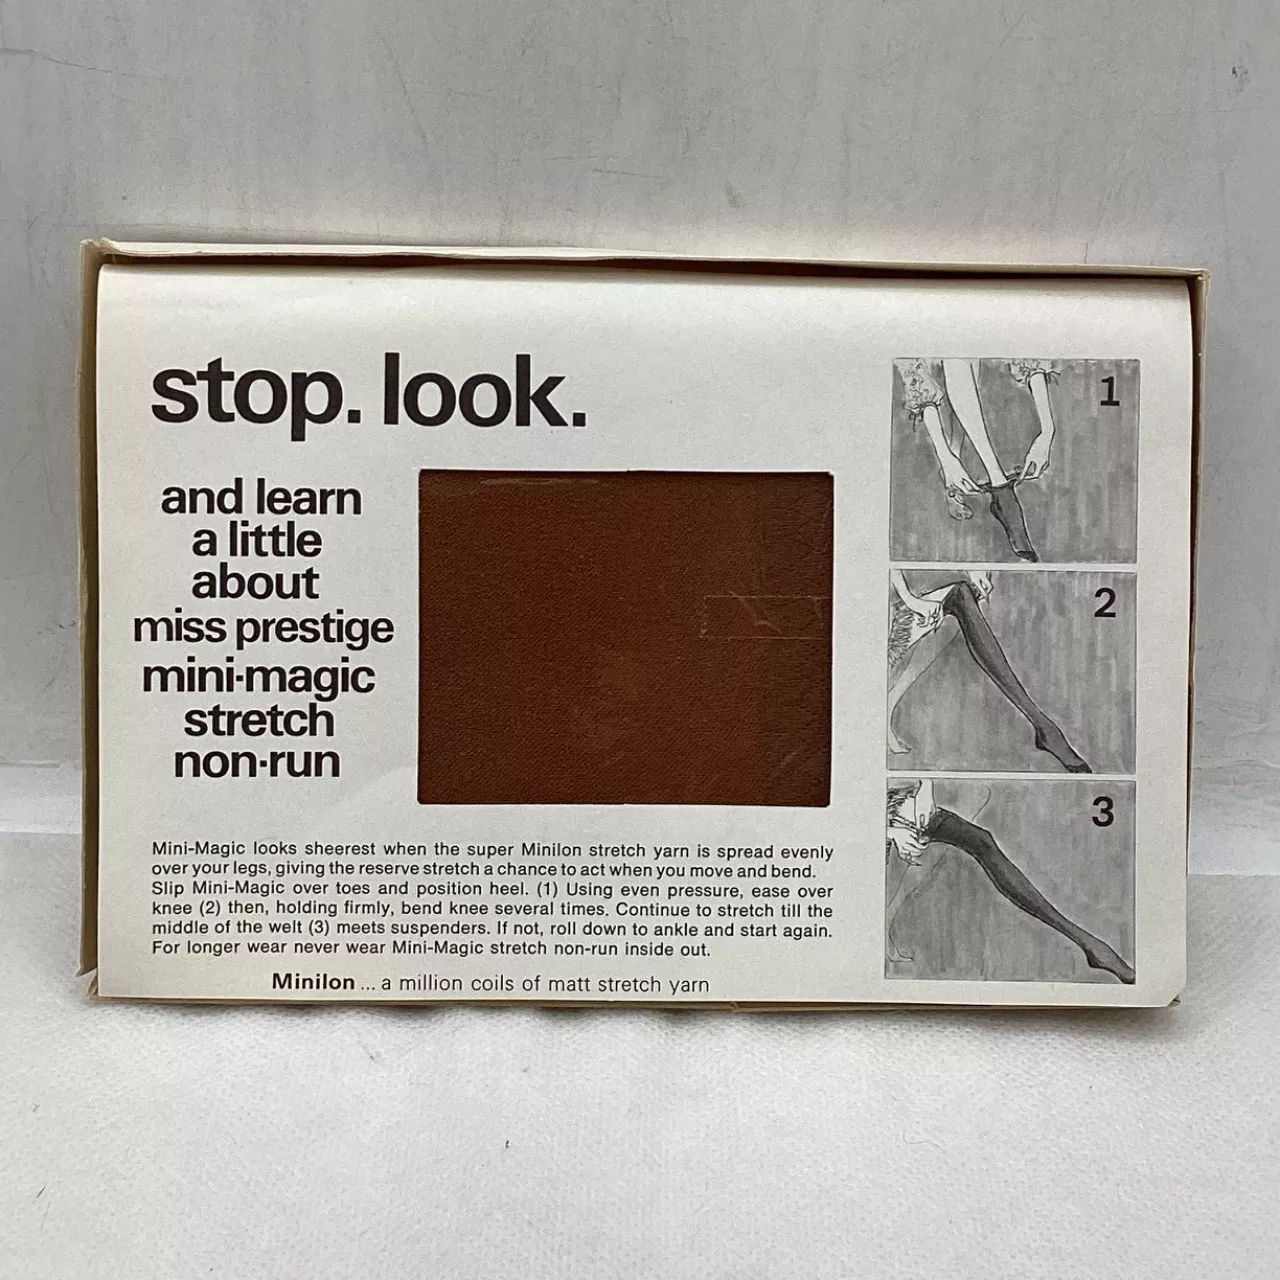 stop. look.
and learn
a little
about
miss prestige
mini-magic
stretch
non-run
Mini-Magic looks sheerest when the super Minilon stretch yarn is spread evenly
over your legs, giving the reserve stretch a chance to act when you move and bend.
Slip Mini-Magic over toes and position heel. (1) Using even pressure, ease over
knee (2) then, holding firmly, bend knee several times. Continue to stretch till the
middle of the welt (3) meets suspenders. If not, roll down to ankle and start again.
For longer wear never wear Mini-Magic stretch non-run inside out.
Minilon ... a million coils of matt stretch yarn
1
2
3